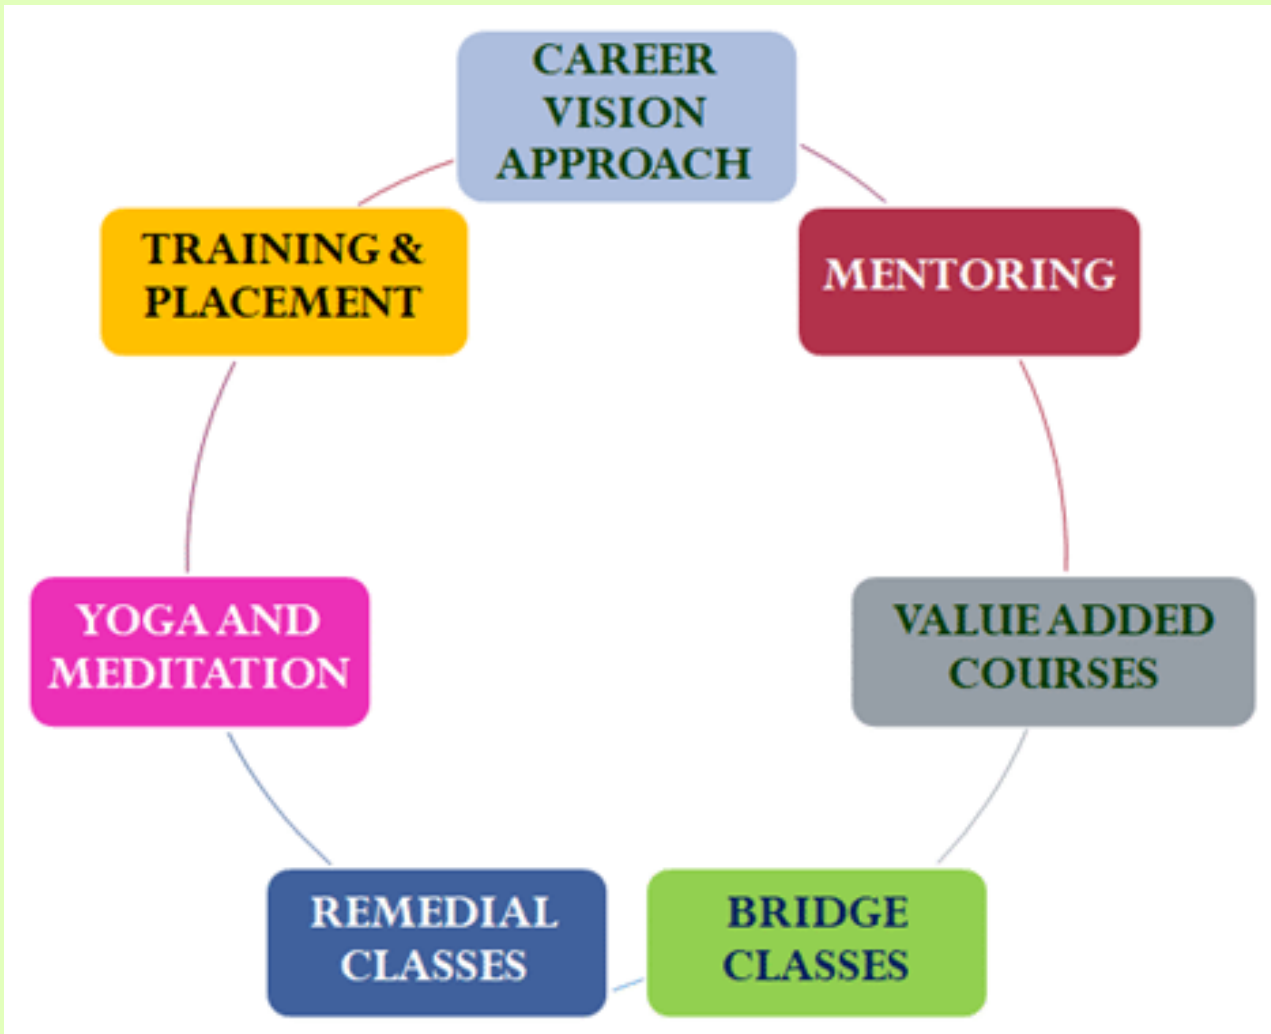 CAREER
VISION
APPROACH
TRAINING &
PLACEMENT
MENTORING
YOGA AND
MEDITATION
VALUE ADDED
COURSES
REMEDIAL
CLASSES
BRIDGE
CLASSES